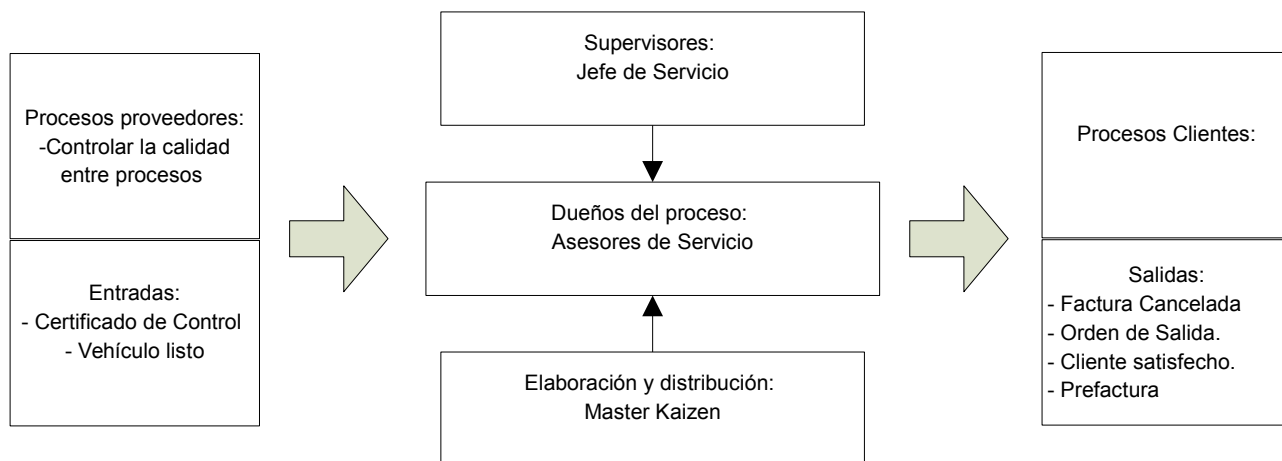 Procesos proveedores:
-Controlar la calidad
entre procesos
Entradas:
- Certificado de Control
- Vehículo listo
Supervisores:
Jefe de Servicio
Dueños del proceso:
Asesores de Servicio
Elaboración y distribución:
Master Kaizen
Procesos Clientes:
Salidas:
- Factura Cancelada
- Orden de Salida.
- Cliente satisfecho.
- Prefactura